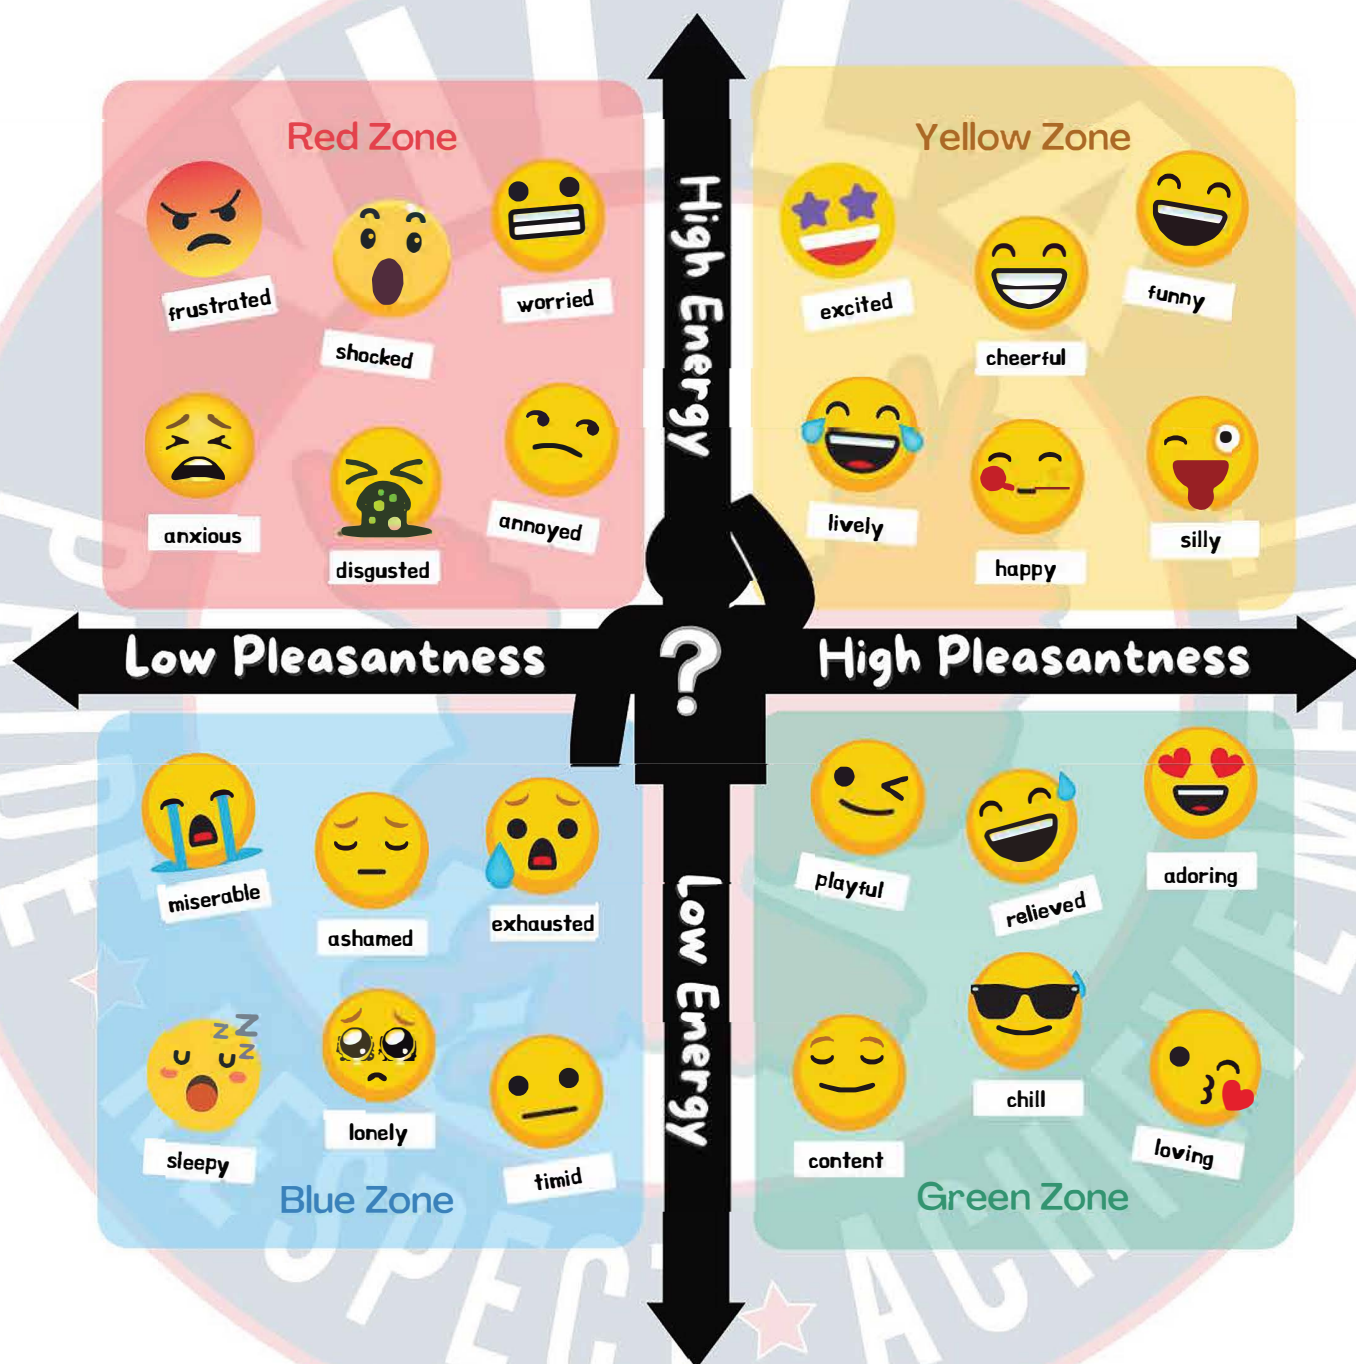 Red Zone
frustrated
shocked
worried
anxious
disgusted
annoyed
High Energy
Yellow Zone
excited
cheerful
funny
lively
happy
silly
Low Pleasantness
?
High Pleasantness
miserable
ashamed
exhausted
sleepy
z z z
lonely
timid
Blue Zone
Low Energy
playful
relieved
adoring
content
chill
loving
Green Zone